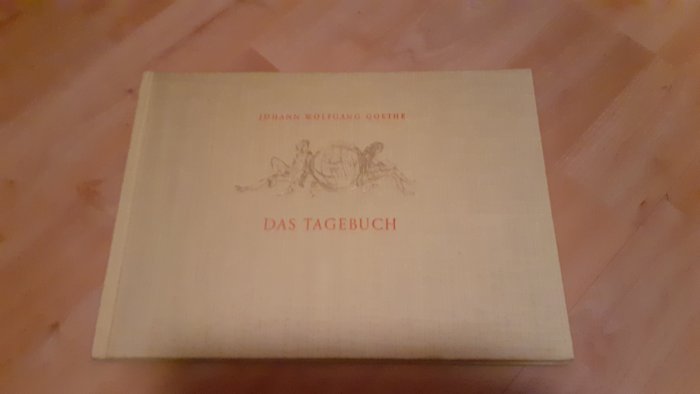 JOHANN WOLFGANG GOETHE
DAS TAGEBUCH